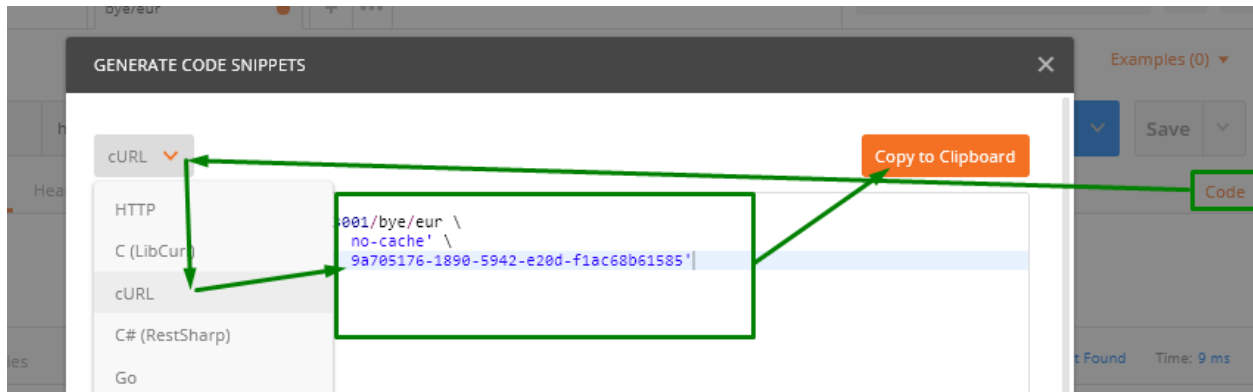 bye/eur
GENERATE CODE SNIPPETS
Examples (0)
cURL
Copy to Clipboard
Save
Code
HTTP
C (LibCurl)
cURL
C# (RestSharp)
Go
3001/bye/eur \
no-cache' \
9a705176-1890-5942-e20d-f1ac68b61585'
Found
Time: 9 ms